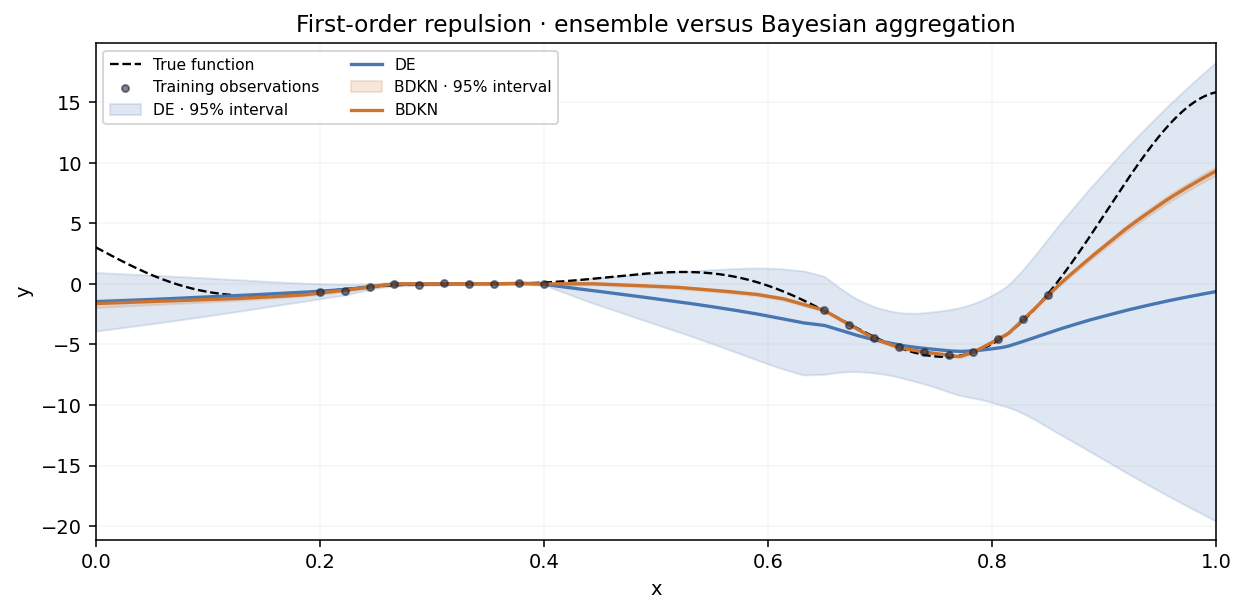 First-order repulsion · ensemble versus Bayesian aggregation
True function
Training observations
DE · 95% interval
DE
BDKN · 95% interval
BDKN
y
15
10
5
0
−5
−10
−15
−20
0.0 0.2 0.4 0.6 0.8 1.0
x